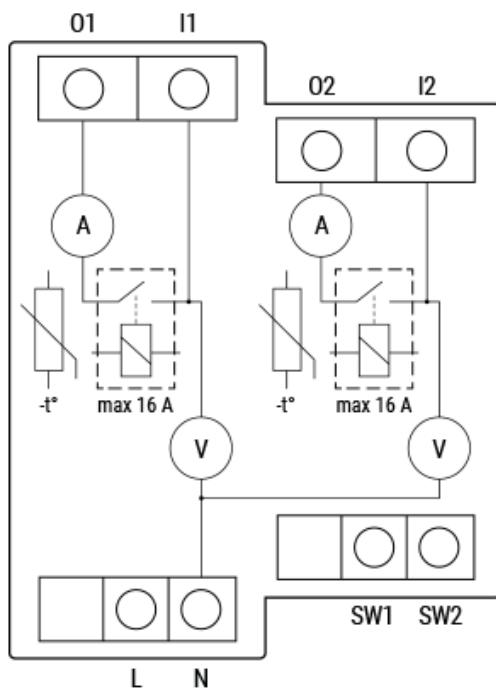 O1 I1
O2 I2
A A
-t° max 16 A -t° max 16 A
V V
SW1 SW2
L N